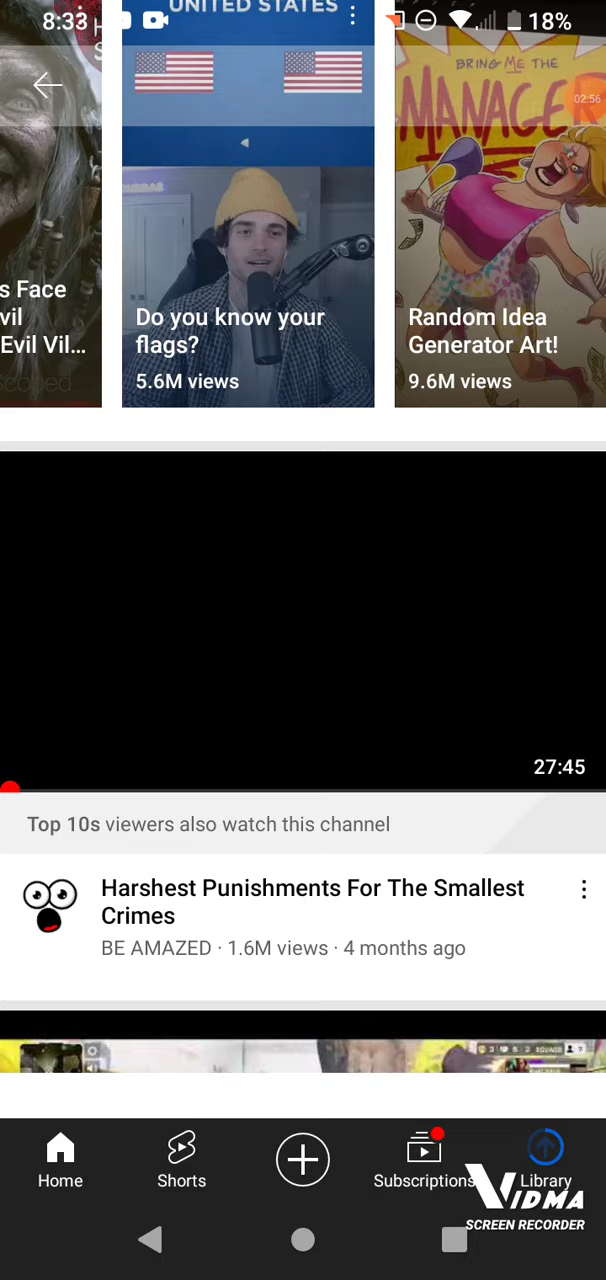 8:33
18%
UNITED STATES
BRING ME THE
MANAGER
02:56
s Face
vil
Evil Vil...
scoped
Do you know your
flags?
5.6M views
Random Idea
Generator Art!
9.6M views
27:45
Top 10s viewers also watch this channel
Harshest Punishments For The Smallest
Crimes
BE AMAZED · 1.6M views · 4 months ago
Home
Shorts
Subscriptions
Library
VIDMA
SCREEN RECORDER